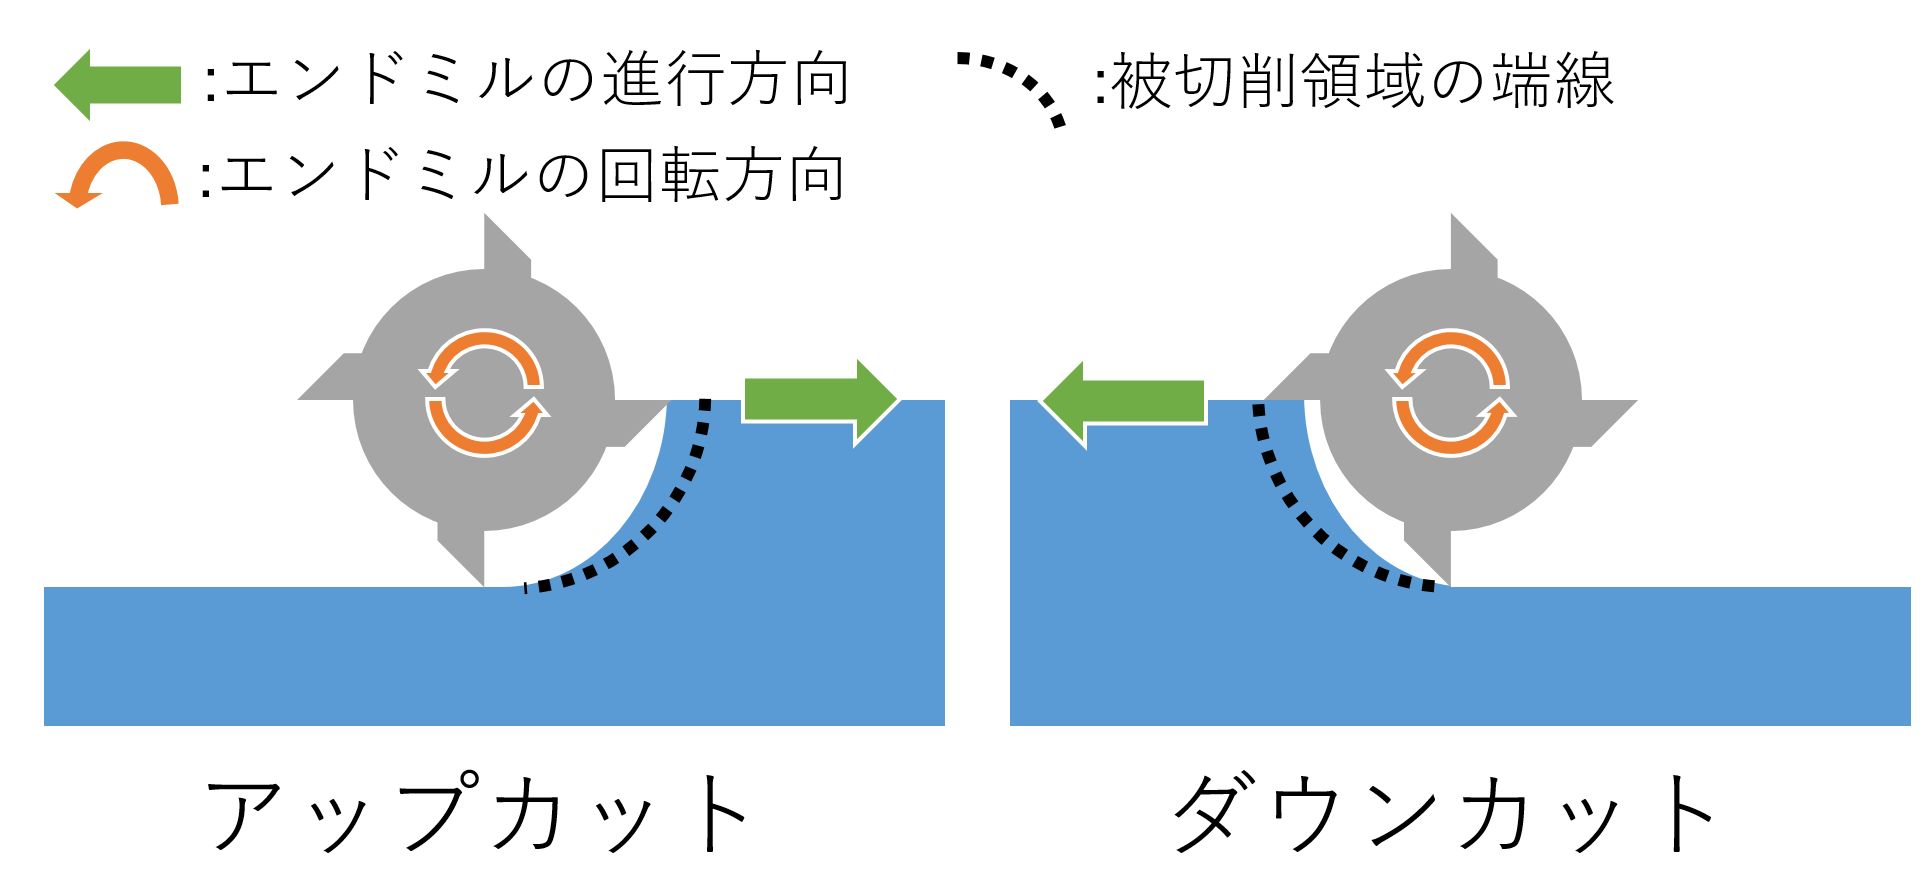 :エンドミルの進行方向
:被切削領域の端線
:エンドミルの回転方向
アップカット
ダウンカット